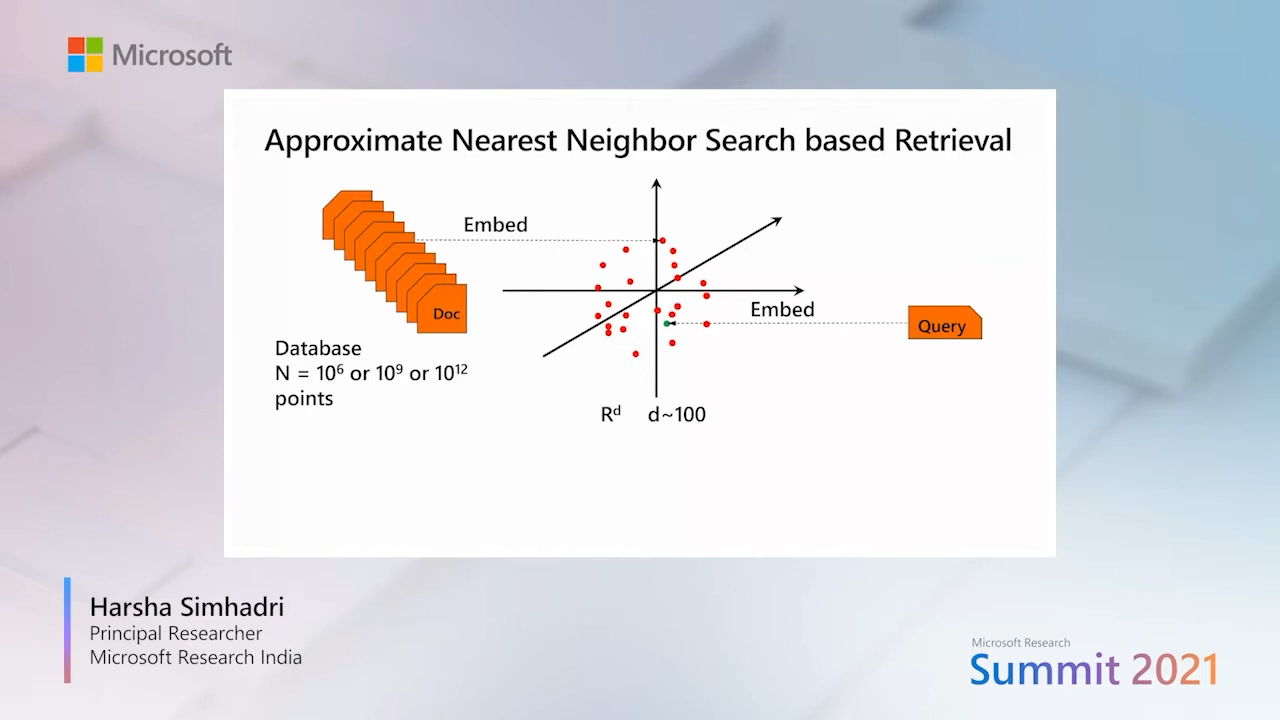 Microsoft
Approximate Nearest Neighbor Search based Retrieval
Embed
Doc
Embed
Query
Database
N = 10⁶ or 10⁹ or 10¹²
points
Rᵈ d~100
Harsha Simhadri
Principal Researcher
Microsoft Research India
Microsoft Research
Summit 2021